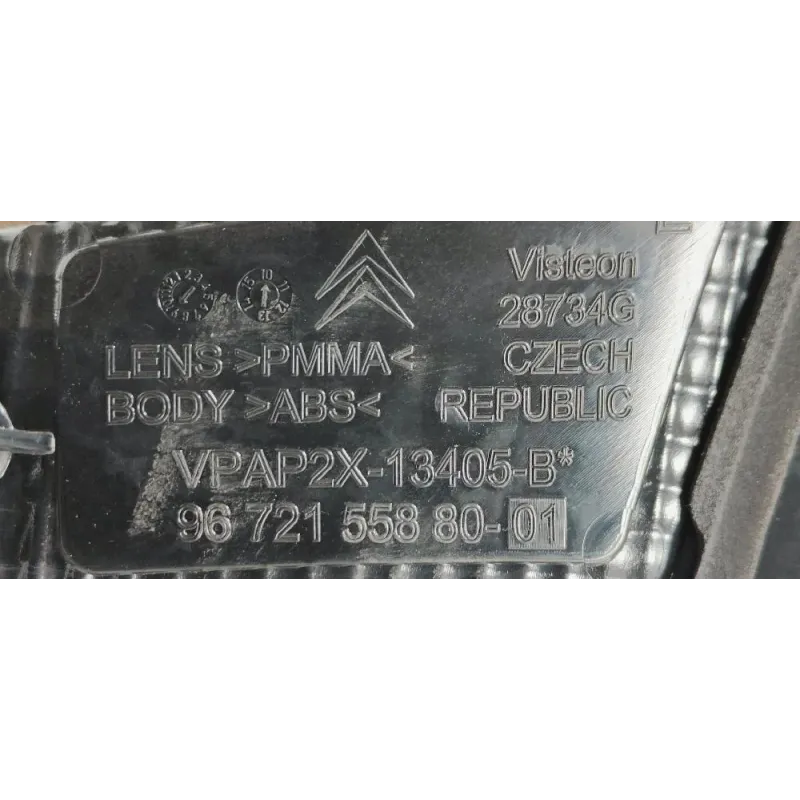 Visteon
28734G
LENS >PMMA< CZECH
BODY >ABS< REPUBLIC
VPAP2X-13405-B*
96 721 558 80-01